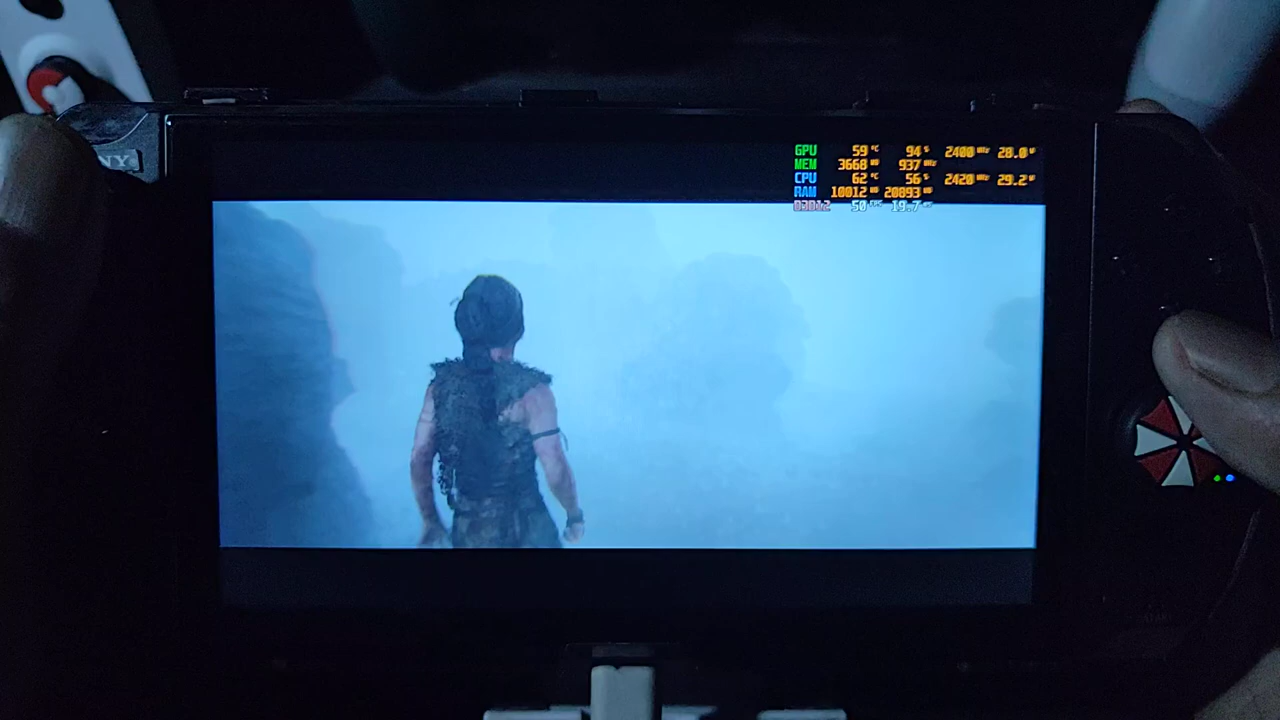 NY
GPU 59 °C 94 % 2400 MHz 28.0 W
MEM 3668 MB 937 MHz
CPU 62 °C 56 % 2420 MHz 29.2 W
RAM 10012 MB 20893 MB
D3D12 50 FPS 19.7 ms